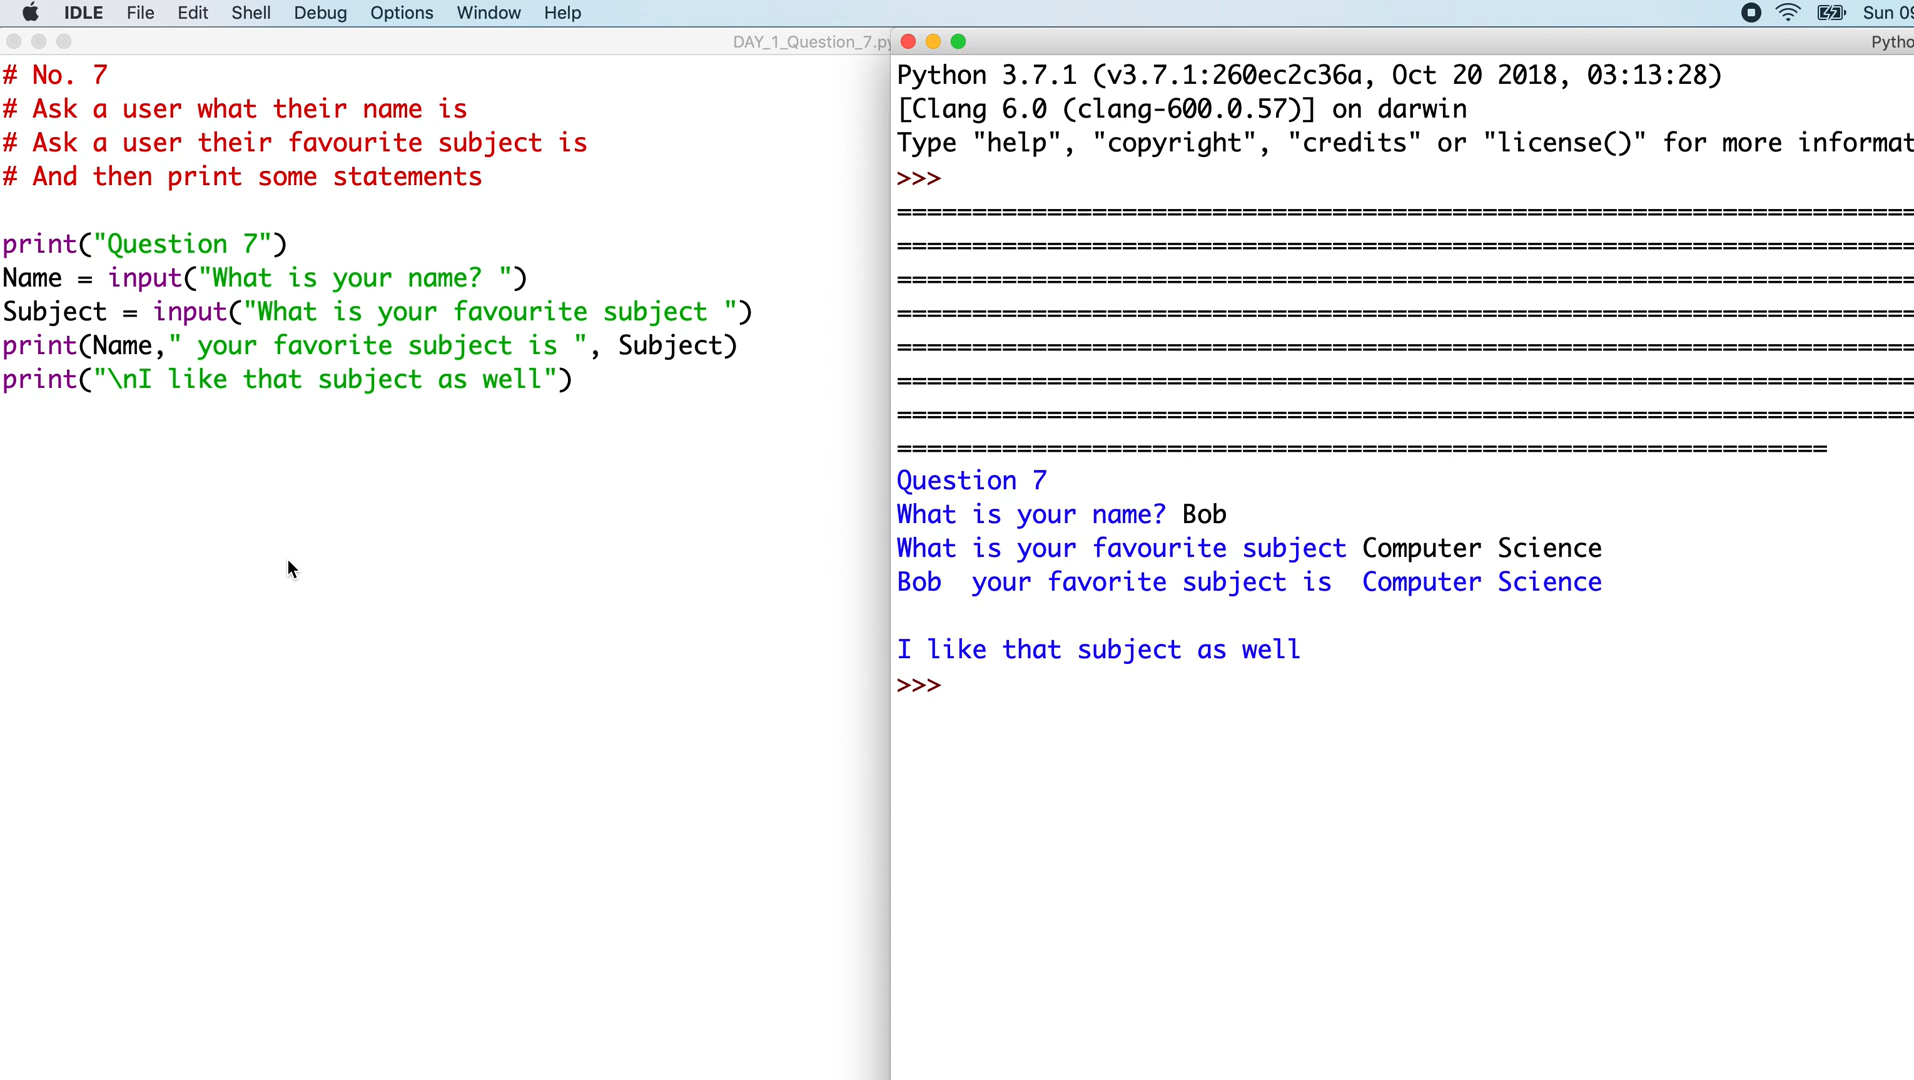 IDLE File Edit Shell Debug Options Window Help Sun 09
DAY_1_Question_7.py
# No. 7
# Ask a user what their name is
# Ask a user their favourite subject is
# And then print some statements
print("Question 7")
Name = input("What is your name? ")
Subject = input("What is your favourite subject ")
print(Name," your favorite subject is ", Subject)
print("\nI like that subject as well")
Pytho
Python 3.7.1 (v3.7.1:260ec2c36a, Oct 20 2018, 03:13:28)
[Clang 6.0 (clang-600.0.57)] on darwin
Type "help", "copyright", "credits" or "license()" for more informat
>>>
====================================================================
====================================================================
====================================================================
====================================================================
====================================================================
====================================================================
====================================================================
==============================================================
Question 7
What is your name? Bob
What is your favourite subject Computer Science
Bob  your favorite subject is  Computer Science
I like that subject as well
>>>